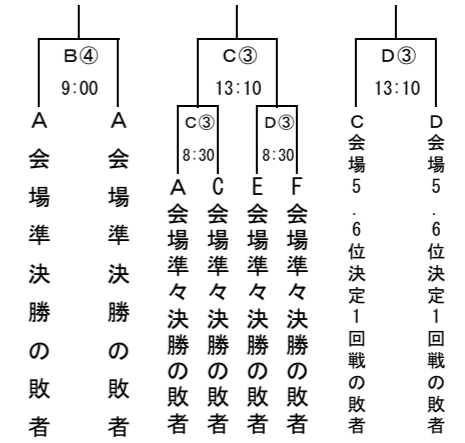 B④
9:00
A会場準決勝の敗者
A会場準決勝の敗者
C③
13:10
C③
8:30
D③
8:30
A会場準々決勝の敗者
C会場準々決勝の敗者
E会場準々決勝の敗者
F会場準々決勝の敗者
D③
13:10
C会場5.6位決定1回戦の敗者
D会場5.6位決定1回戦の敗者